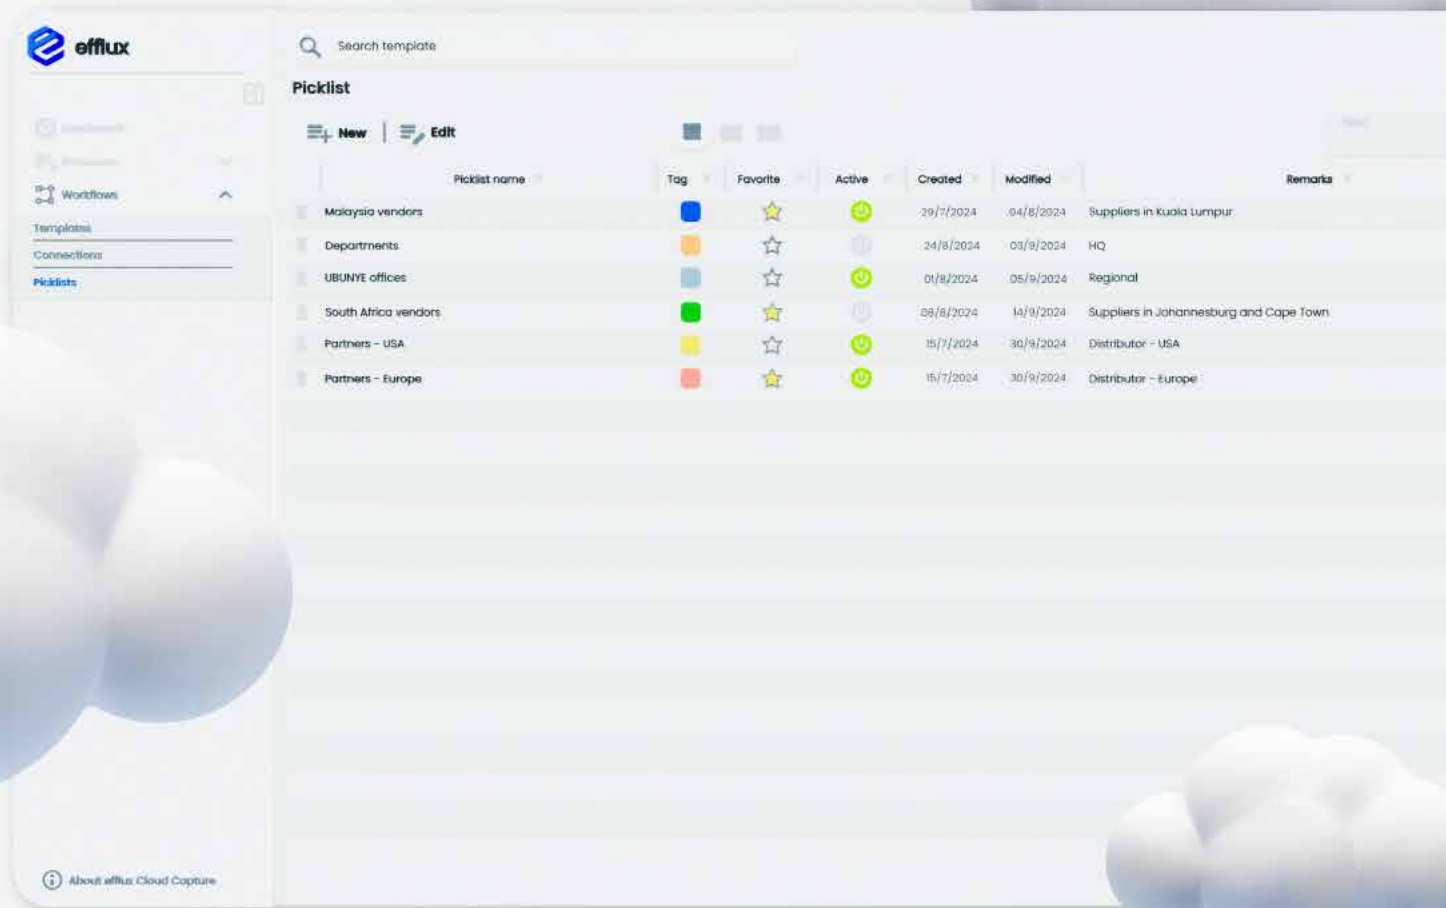 efflux
Search template
Picklist
New | Edit
Picklist name Tag Favorite Active Created Modified Remarks
Workflows
Templates
Connections
Picklists
Malaysia vendors 29/7/2024 04/8/2024 Suppliers in Kuala Lumpur
Departments 24/8/2024 03/9/2024 HQ
UBUNYE offices 01/8/2024 05/9/2024 Regional
South Africa vendors 14/9/2024 Suppliers in Johannesburg and Cape Town
Partners - USA 15/7/2024 30/9/2024 Distributor - USA
Partners - Europe 15/7/2024 30/9/2024 Distributor - Europe
About efflux Cloud Capture